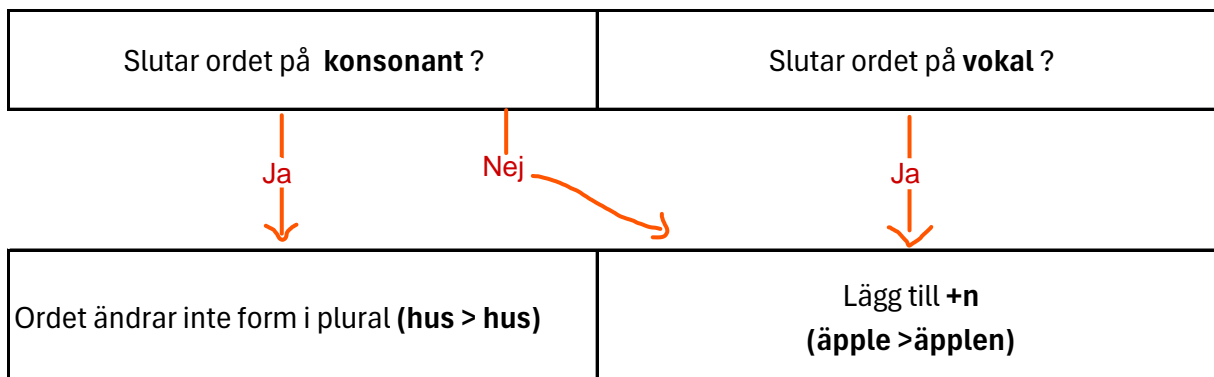 Slutar ordet på konsonant ?
Slutar ordet på vokal ?
Ja
Nej
Ja
Ordet ändrar inte form i plural (hus > hus)
Lägg till +n
(äpple >äpplen)